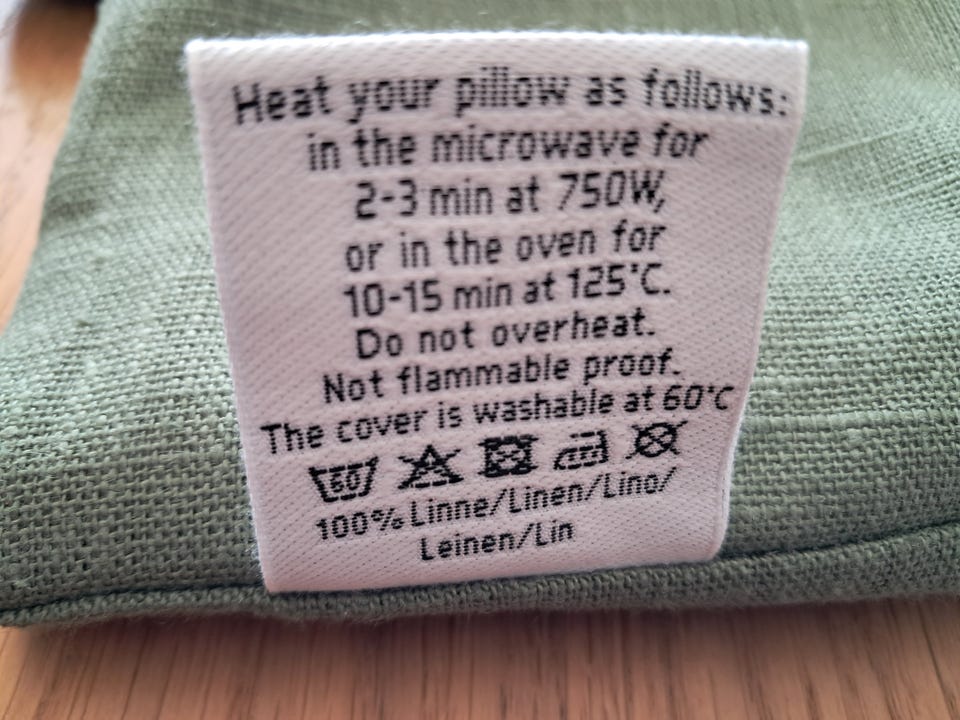 Heat your pillow as follows:
in the microwave for
2-3 min at 750W,
or in the oven for
10-15 min at 125°C.
Do not overheat.
Not flammable proof.
The cover is washable at 60°C
60
100% Linne/Linen/Lino/
Leinen/Lin